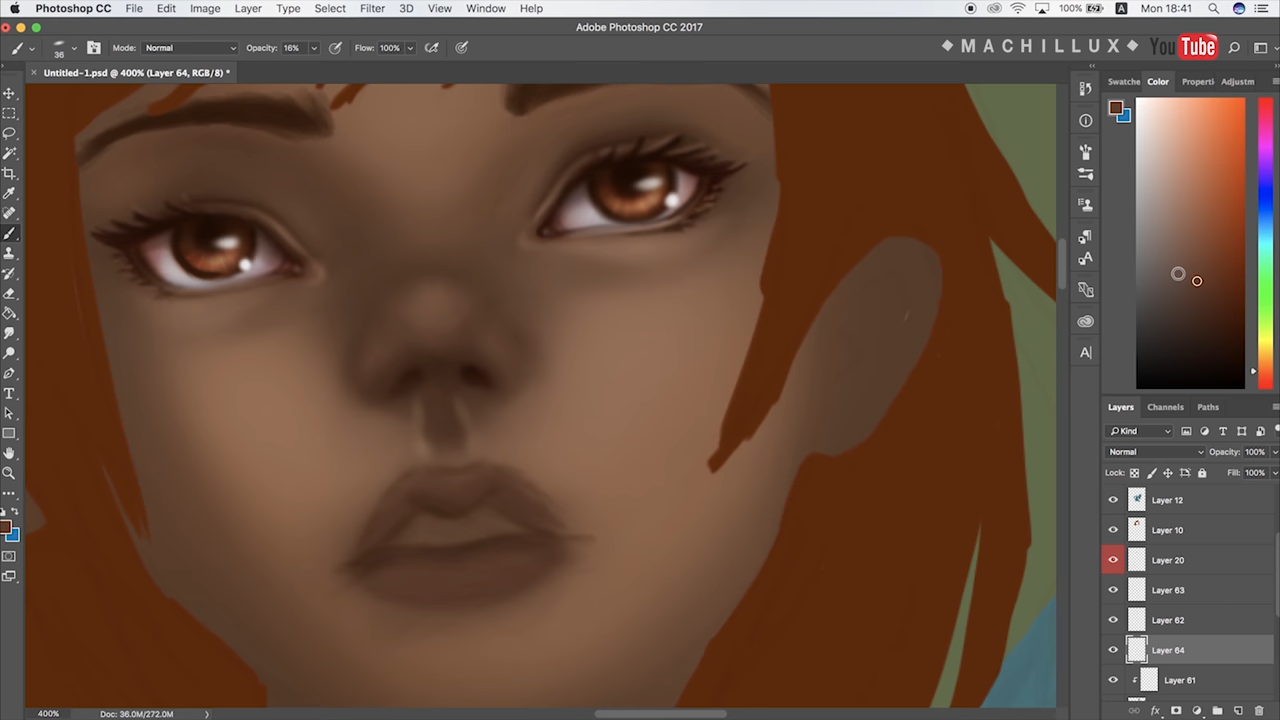 Photoshop CC File Edit Image Layer Type Select Filter 3D View Window Help 100% A Mon 18:41
Adobe Photoshop CC 2017
36 Mode: Normal Opacity: 16% Flow: 100% MACHILLUX YouTube
Untitled-1.psd @ 400% (Layer 64, RGB/8) *
Swatche Color Properti Adjustm
Layers Channels Paths
Kind
Normal Opacity: 100%
Lock: Fill: 100%
Layer 12
Layer 10
Layer 20
Layer 63
Layer 62
Layer 64
Layer 61
400% Doc: 36.0M/272.0M